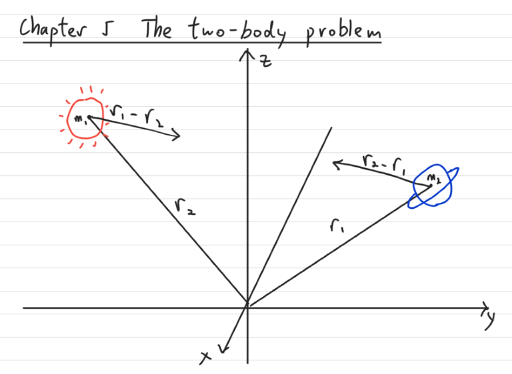 Chapter 5 The two-body problem
z
m₁
r₁ - r₂
r₂ - r₁
m₂
r₂
r₁
y
x